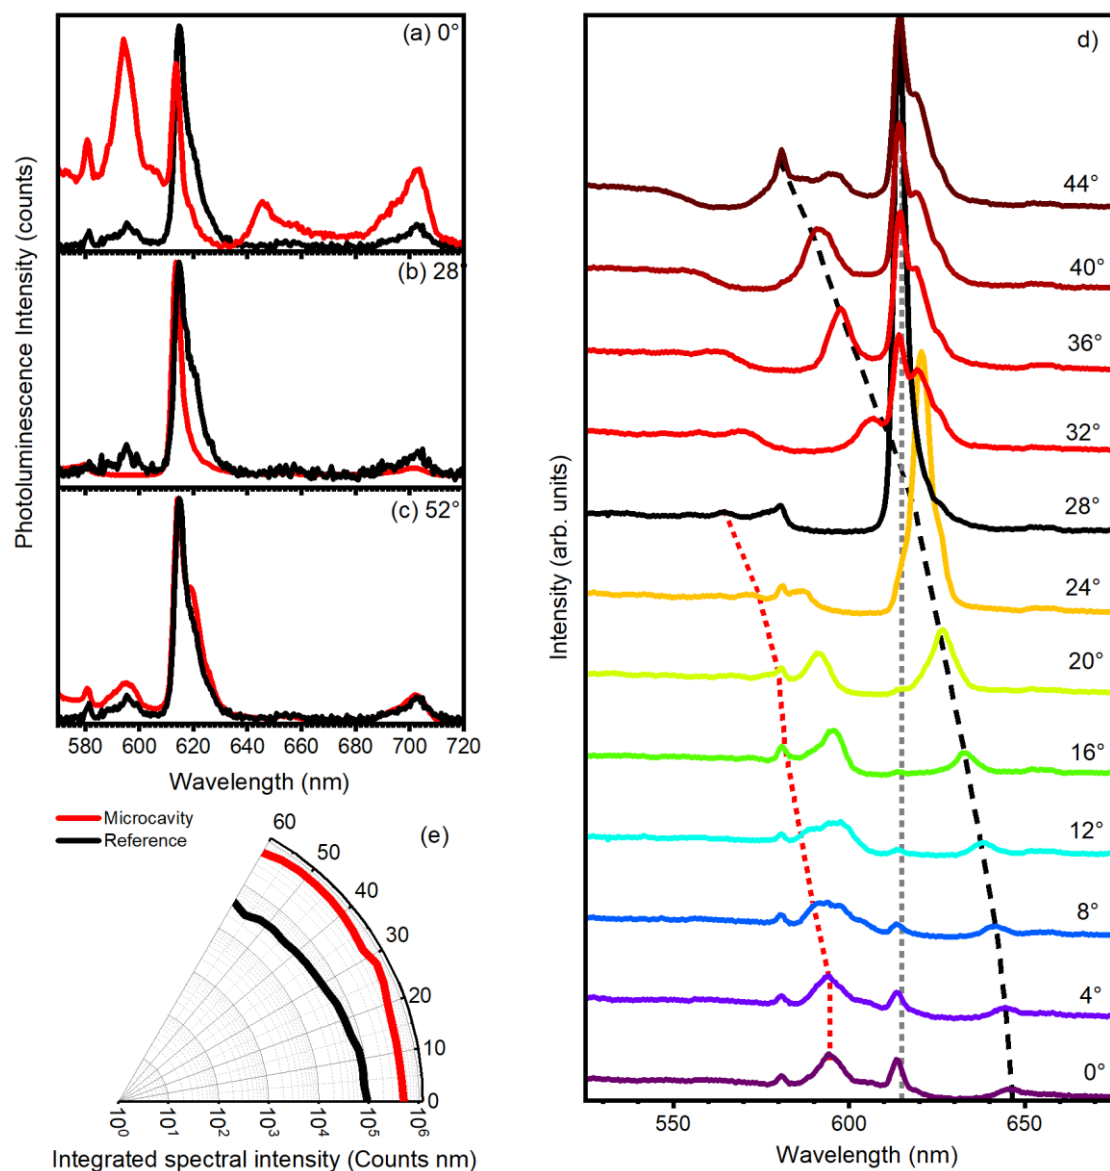 (a) 0°
(b) 28°
(c) 52°
Photoluminescence Intensity (counts)
580 600 620 640 660 680 700 720
Wavelength (nm)
Microcavity
Reference
(e)
60
50
40
30
20
10
0
10⁰ 10¹ 10² 10³ 10⁴ 10⁵ 10⁶
Integrated spectral intensity (Counts nm)
d)
44°
40°
36°
32°
28°
24°
20°
16°
12°
8°
4°
0°
Intensity (arb. units)
550 600 650
Wavelength (nm)